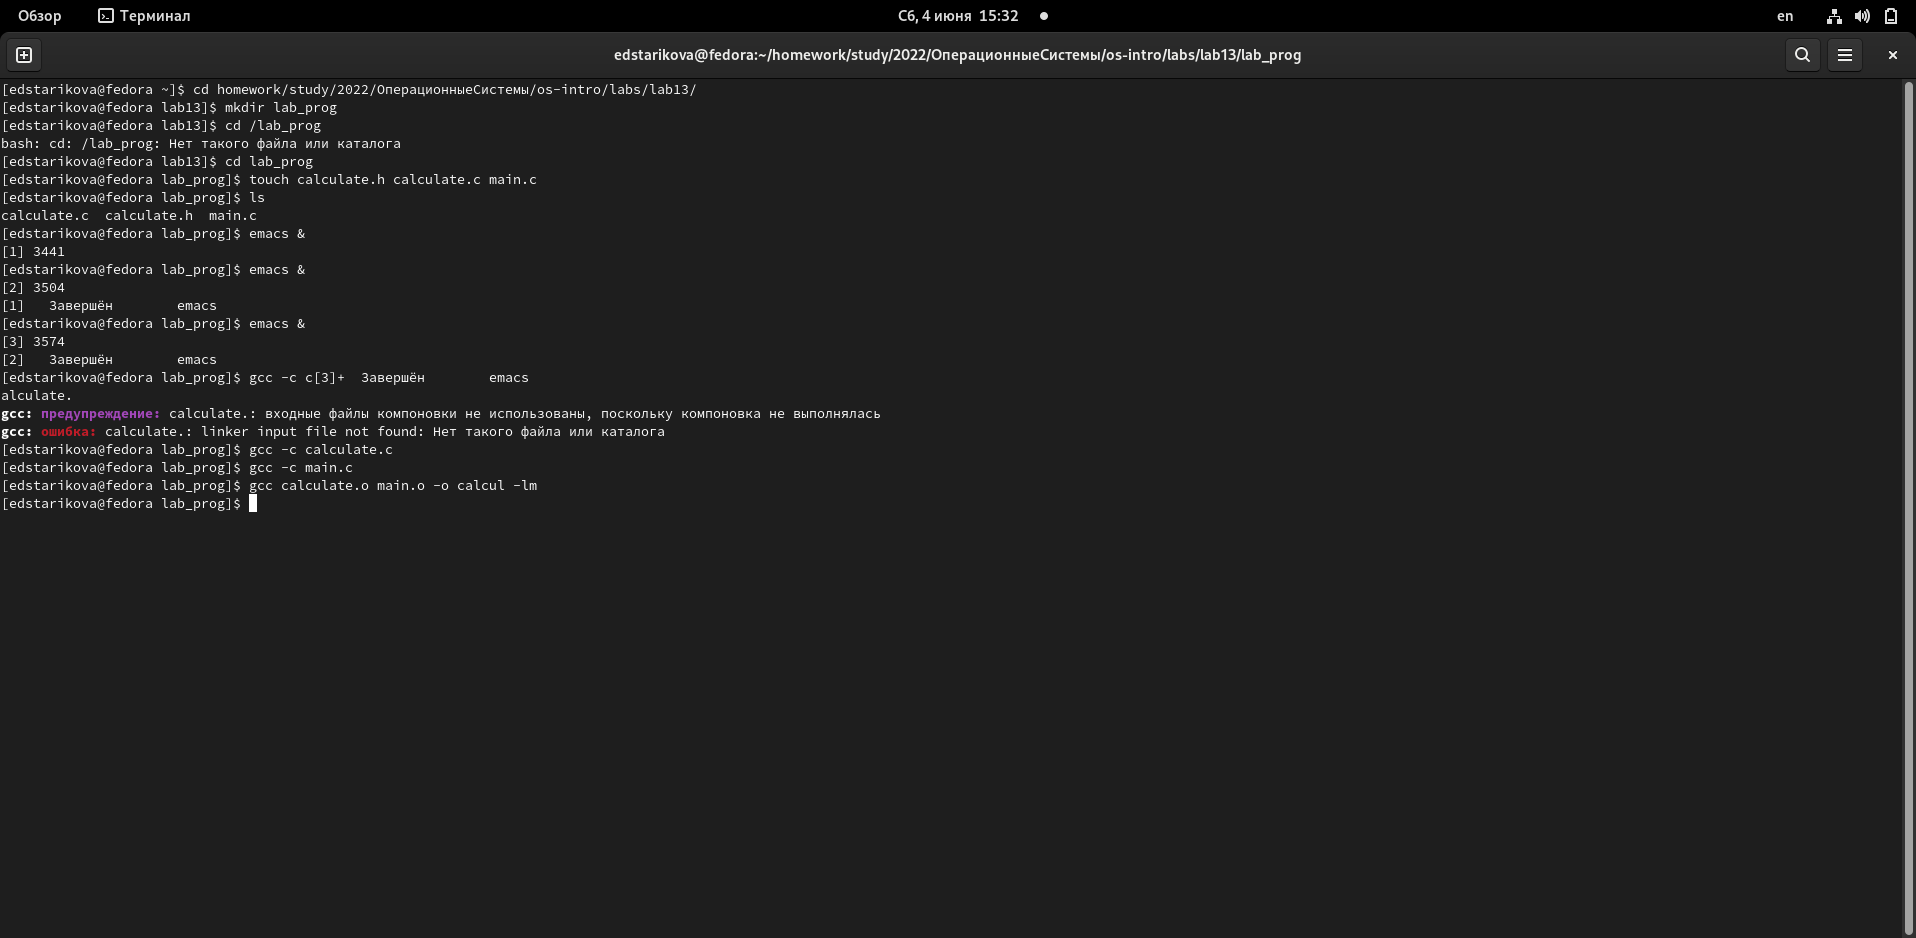 Обзор Терминал Сб, 4 июня 15:32 en
edstarikova@fedora:~/homework/study/2022/ОперационныеСистемы/os-intro/labs/lab13/lab_prog
[edstarikova@fedora ~]$ cd homework/study/2022/ОперационныеСистемы/os-intro/labs/lab13/
[edstarikova@fedora lab13]$ mkdir lab_prog
[edstarikova@fedora lab13]$ cd /lab_prog
bash: cd: /lab_prog: Нет такого файла или каталога
[edstarikova@fedora lab13]$ cd lab_prog
[edstarikova@fedora lab_prog]$ touch calculate.h calculate.c main.c
[edstarikova@fedora lab_prog]$ ls
calculate.c  calculate.h  main.c
[edstarikova@fedora lab_prog]$ emacs &
[1] 3441
[edstarikova@fedora lab_prog]$ emacs &
[2] 3504
[1]   Завершён        emacs
[edstarikova@fedora lab_prog]$ emacs &
[3] 3574
[2]   Завершён        emacs
[edstarikova@fedora lab_prog]$ gcc -c c[3]+  Завершён        emacs
alculate.
gcc: предупреждение: calculate.: входные файлы компоновки не использованы, поскольку компоновка не выполнялась
gcc: ошибка: calculate.: linker input file not found: Нет такого файла или каталога
[edstarikova@fedora lab_prog]$ gcc -c calculate.c
[edstarikova@fedora lab_prog]$ gcc -c main.c
[edstarikova@fedora lab_prog]$ gcc calculate.o main.o -o calcul -lm
[edstarikova@fedora lab_prog]$